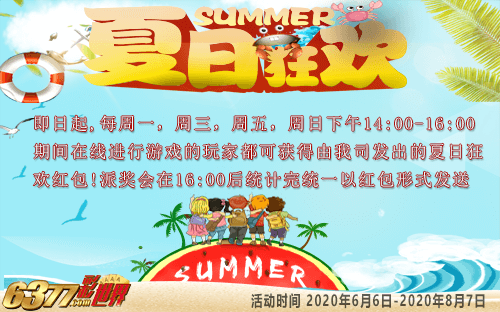 SUMMER
夏日狂欢
即日起,每周一，周三，周五，周日下午14:00-16:00
期间在线进行游戏的玩家都可获得由我司发出的夏日狂
欢红包!派奖会在16:00后统计完统一以红包形式发送
SUMMER
6377.com
世界
活动时间 2020年6月6日-2020年8月7日